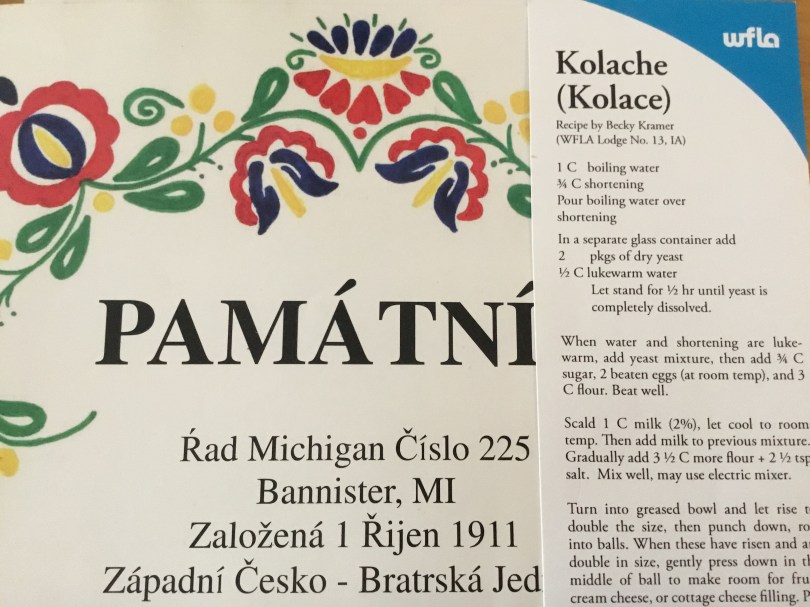 PAMÁTNÍ
Ŕad Michigan Číslo 225
Bannister, MI
Založená 1 Řijen 1911
Západní Česko - Bratrská Jed
wfla
Kolache
(Kolace)
Recipe by Becky Kramer
(WFLA Lodge No. 13, IA)
1 C boiling water
¾ C shortening
Pour boiling water over
shortening
In a separate glass container add
2 pkgs of dry yeast
½ C lukewarm water
Let stand for ½ hr until yeast is
completely dissolved.
When water and shortening are luke-
warm, add yeast mixture, then add ¾ C
sugar, 2 beaten eggs (at room temp), and 3
C flour. Beat well.
Scald 1 C milk (2%), let cool to room
temp. Then add milk to previous mixture.
Gradually add 3 ½ C more flour + 2 ½ tsp
salt. Mix well, may use electric mixer.
Turn into greased bowl and let rise
double the size, then punch down,
into balls. When these have risen and
double in size, gently press down in
middle of ball to make room for
cream cheese, or cottage cheese filling.